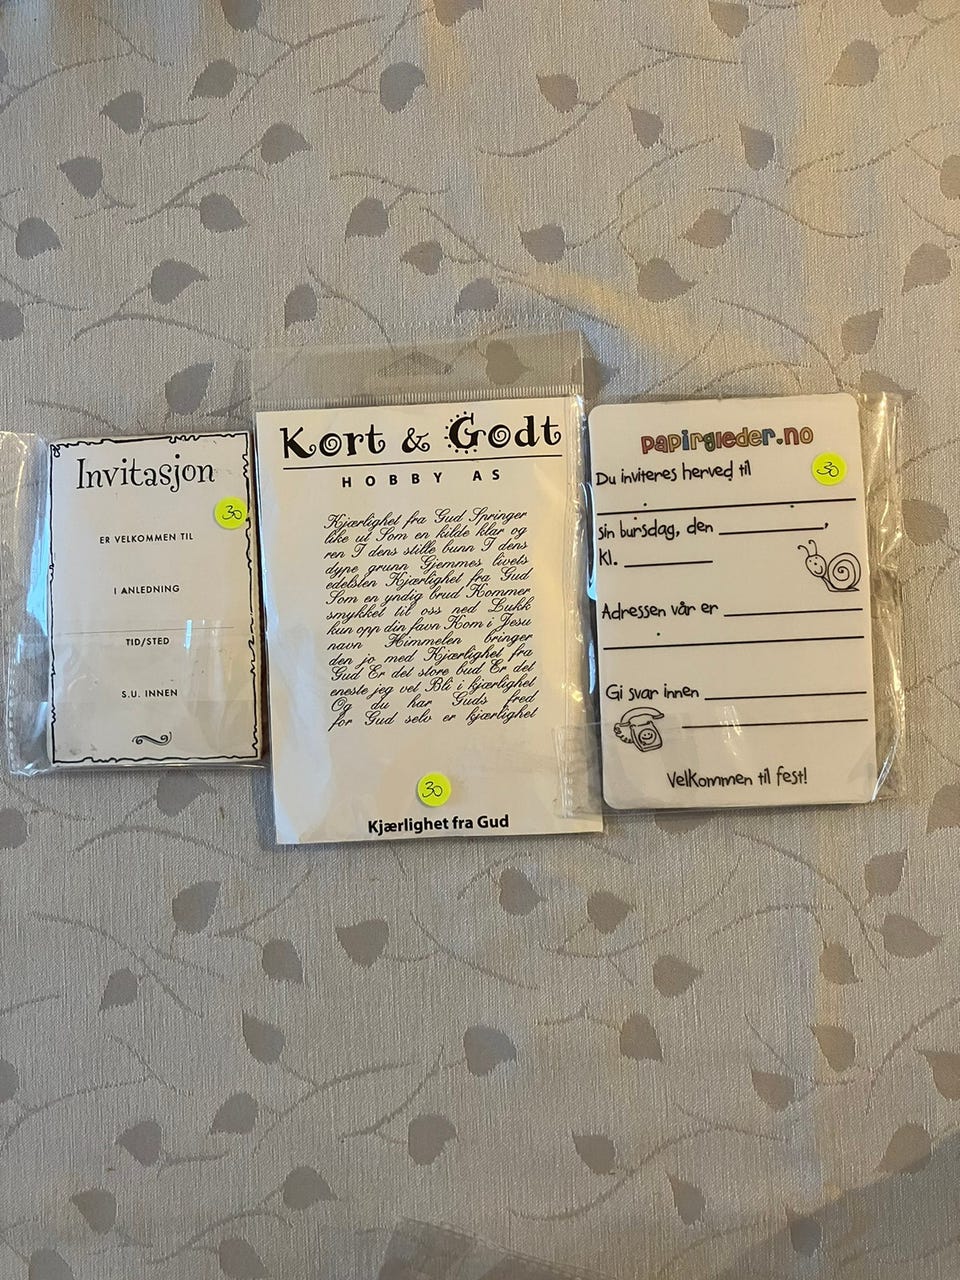 Invitasjon
30
ER VELKOMMEN TIL
I ANLEDNING
TID/STED
S.U. INNEN
Kort & Godt
HOBBY AS
Kjærlighet fra Gud Springer
like ut Som en kilde klar og
ren I dens stille bunn I dens
dype grunn Gjemmes livets
edelsten Kjærlighet fra Gud
Som en yndig brud Kommer
smykket til oss ned Lukk
kun opp din favn Kom i Jesu
navn Himmelen bringer
den jo med Kjærlighet fra
Gud Er det store bud Er det
eneste jeg vet Bli i kjærlighet
Og du har Guds fred
for Gud selv er kjærlighet
30
Kjærlighet fra Gud
papirgleder.no
Du inviteres herved til
30
sin bursdag, den ,
Kl.
Adressen vår er
Gi svar innen
Velkommen til fest!